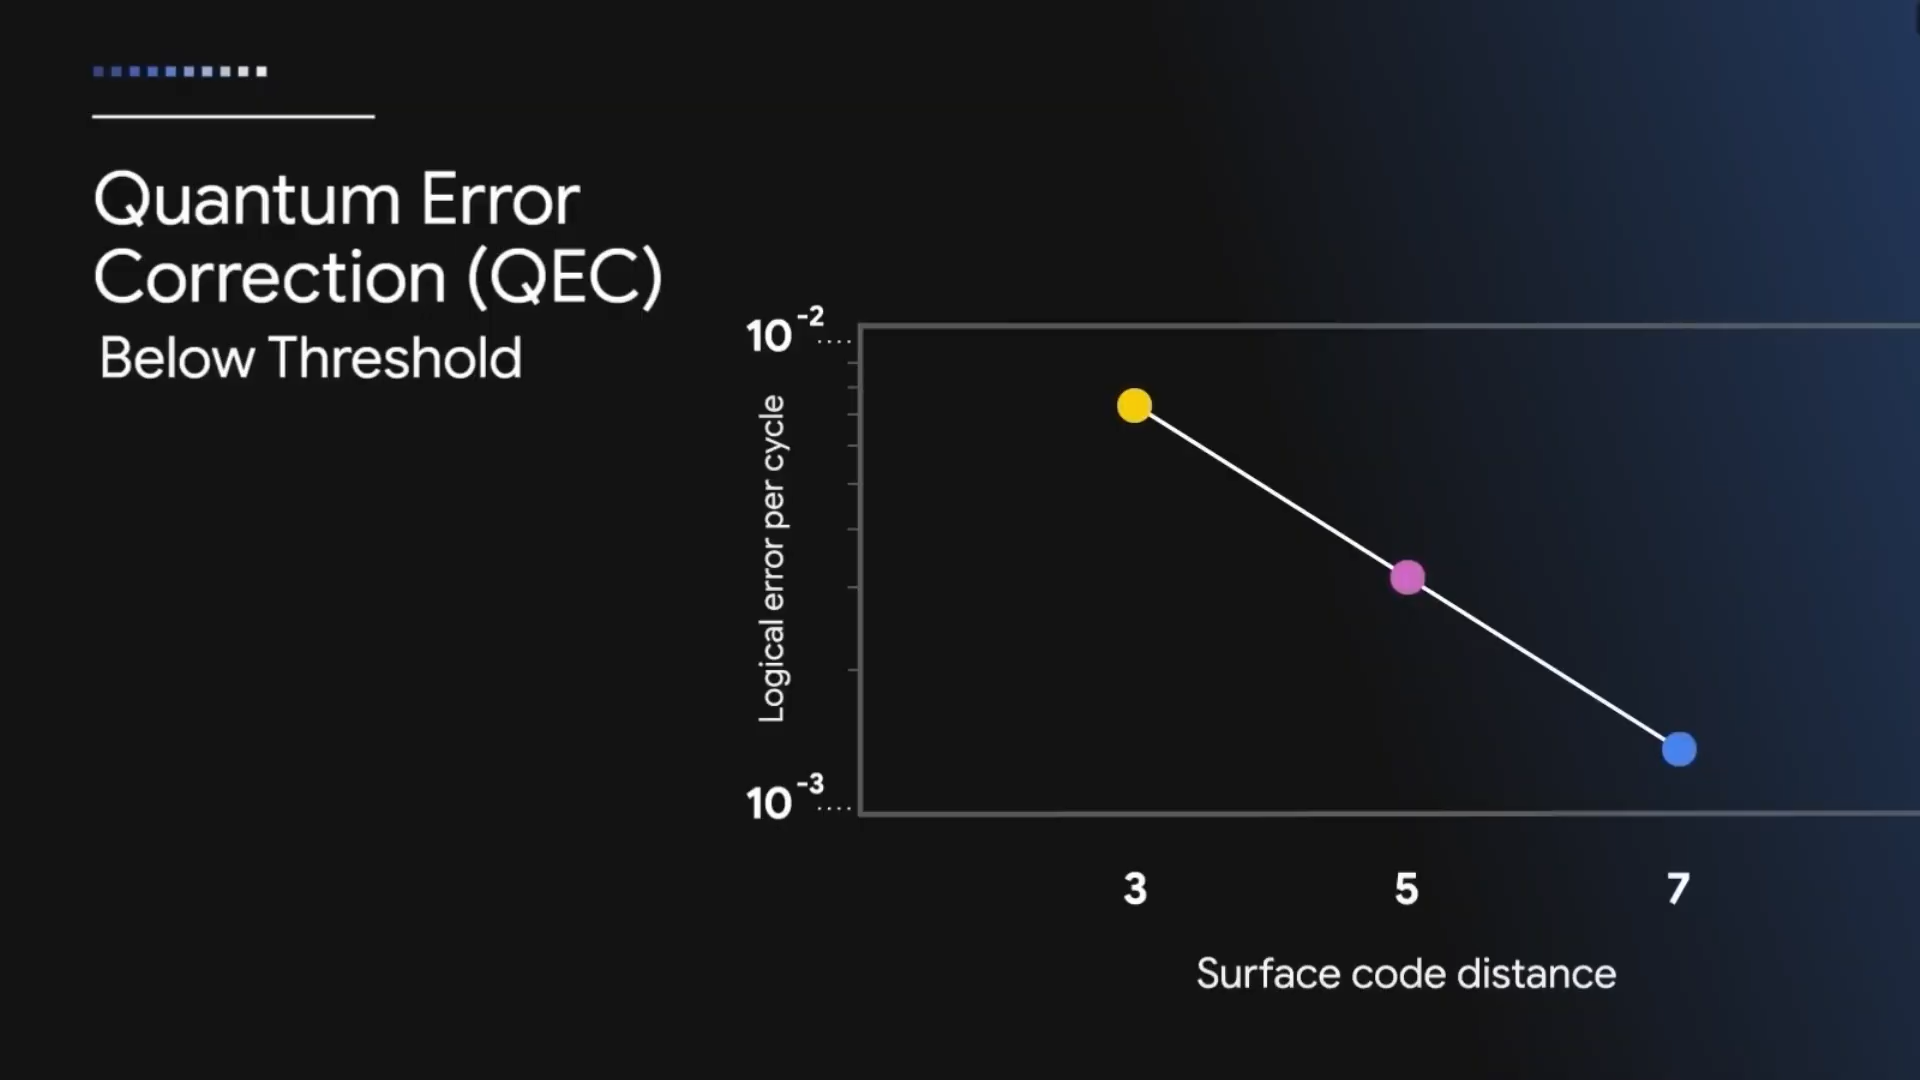 Quantum Error
Correction (QEC)
Below Threshold
10⁻²
Logical error per cycle
10⁻³
3 5 7
Surface code distance